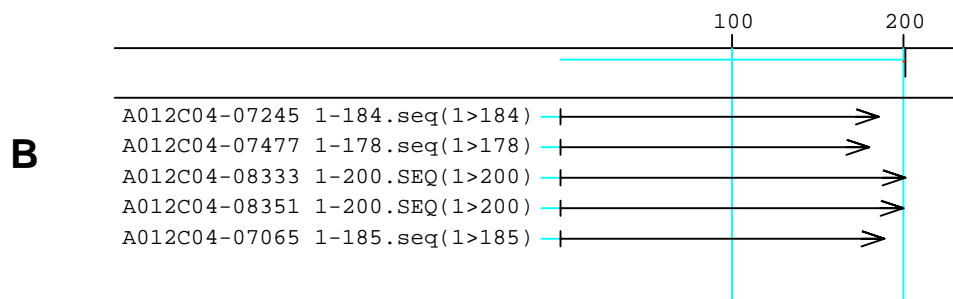 100 200
A012C04-07245 1-184.seq(1>184)
B
A012C04-07477 1-178.seq(1>178)
A012C04-08333 1-200.SEQ(1>200)
A012C04-08351 1-200.SEQ(1>200)
A012C04-07065 1-185.seq(1>185)